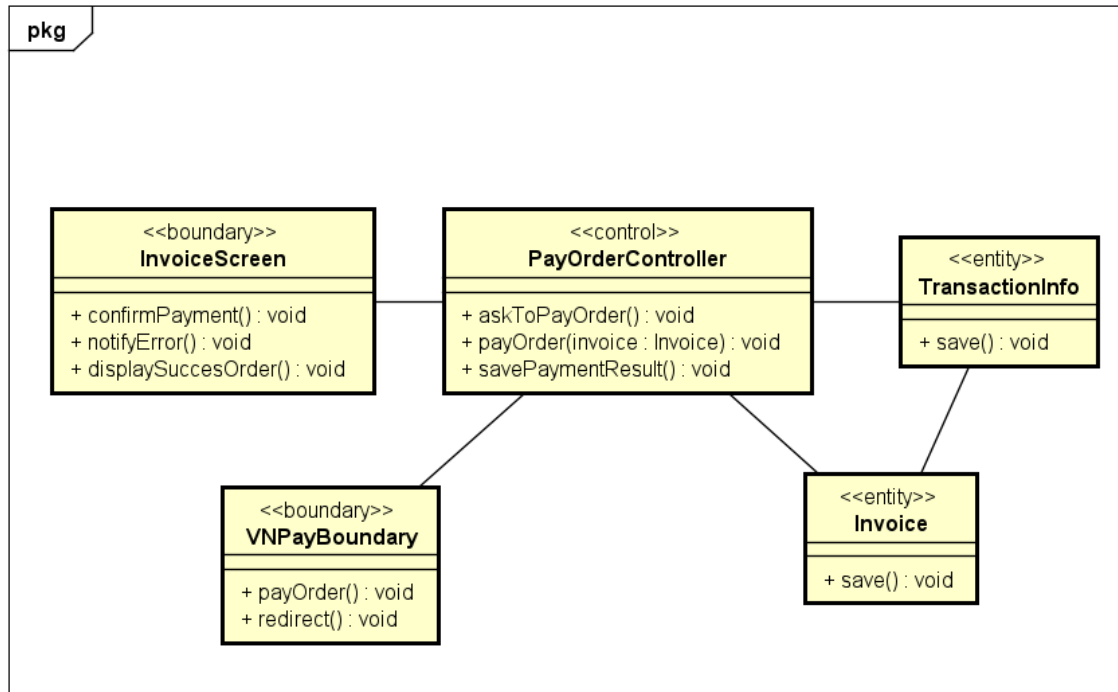 pkg
<<boundary>>
InvoiceScreen
+ confirmPayment() : void
+ notifyError() : void
+ displaySuccesOrder() : void
<<control>>
PayOrderController
+ askToPayOrder() : void
+ payOrder(invoice : Invoice) : void
+ savePaymentResult() : void
<<entity>>
TransactionInfo
+ save() : void
<<boundary>>
VNPayBoundary
+ payOrder() : void
+ redirect() : void
<<entity>>
Invoice
+ save() : void